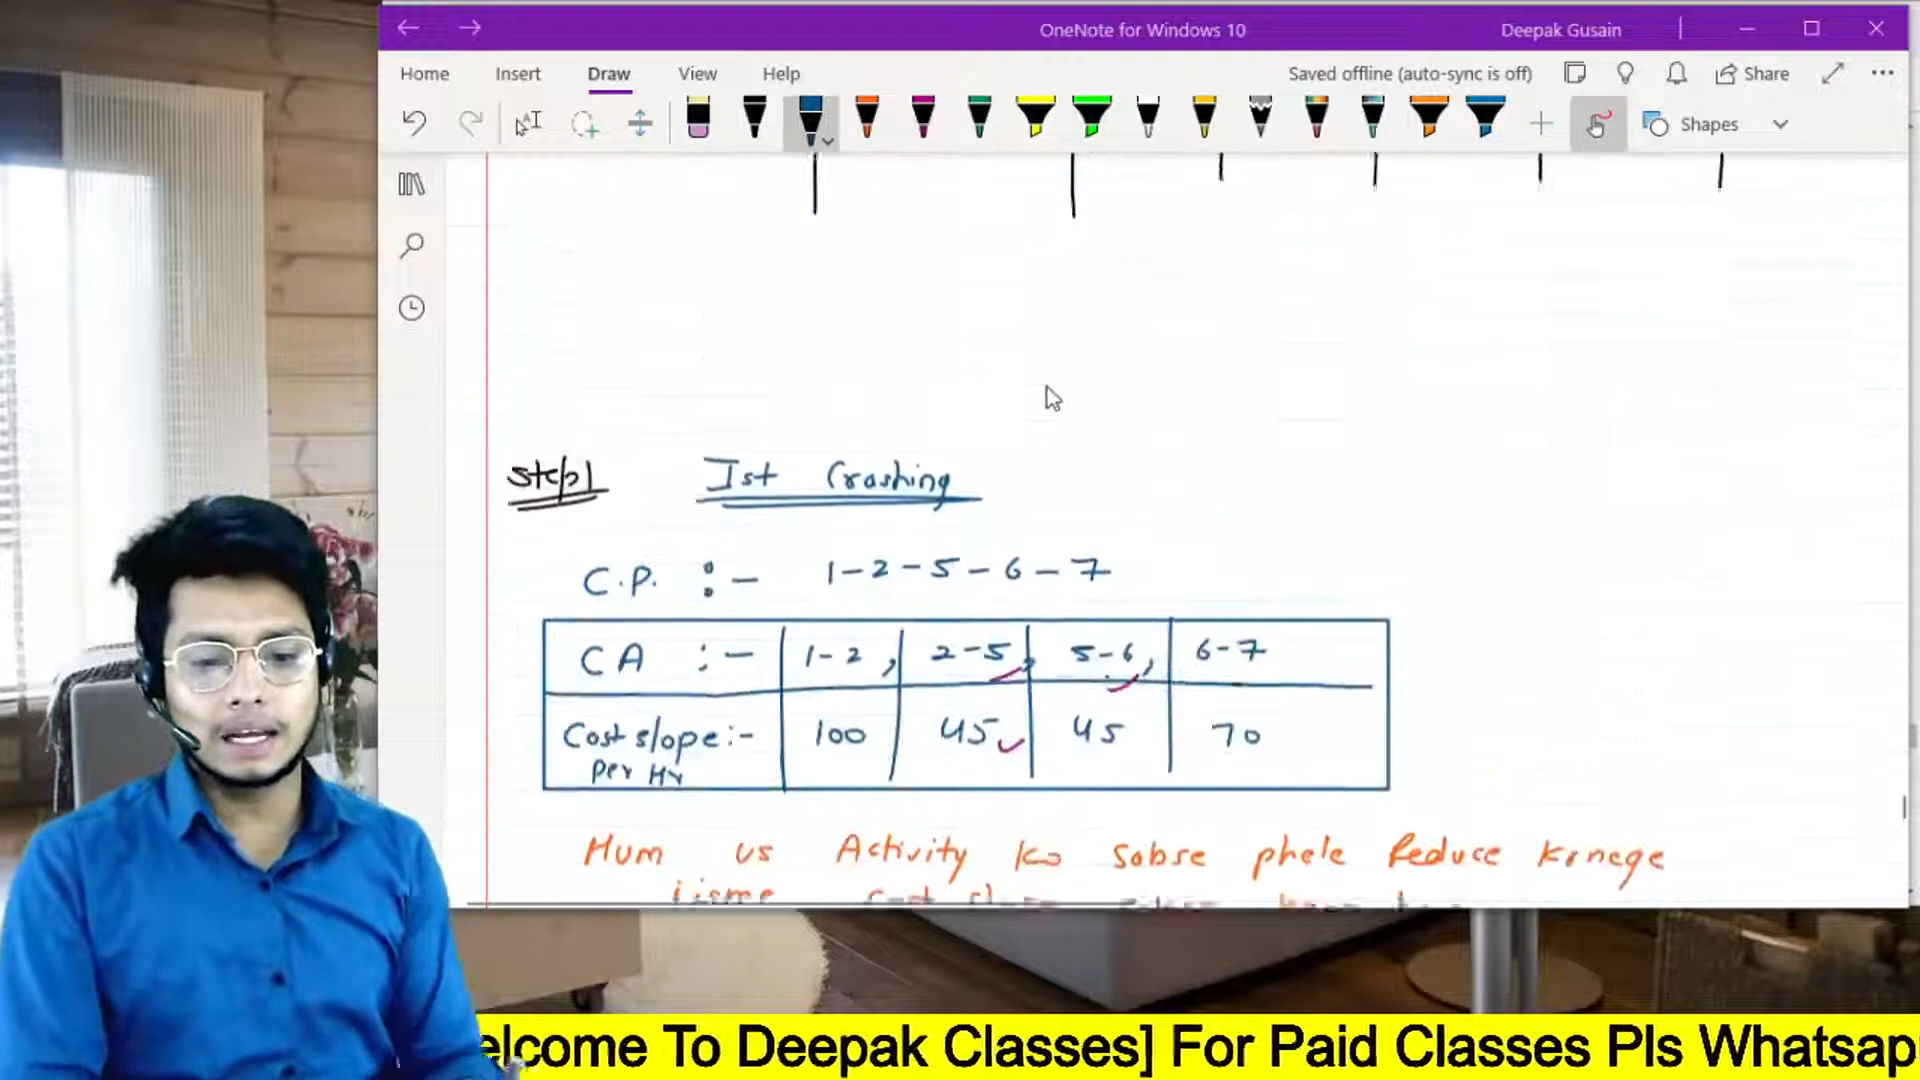 OneNote for Windows 10
Deepak Gusain
Home Insert Draw View Help
Saved offline (auto-sync is off)
Share
Shapes
Step1 Ist Crashing
C.P. :- 1-2-5-6-7
CA :- 1-2, 2-5, 5-6, 6-7
Cost slope:- 100 45 45 70
Per Hr
Hum us Activity ko Sabse phele Reduce krnege
elcome To Deepak Classes] For Paid Classes Pls Whatsap